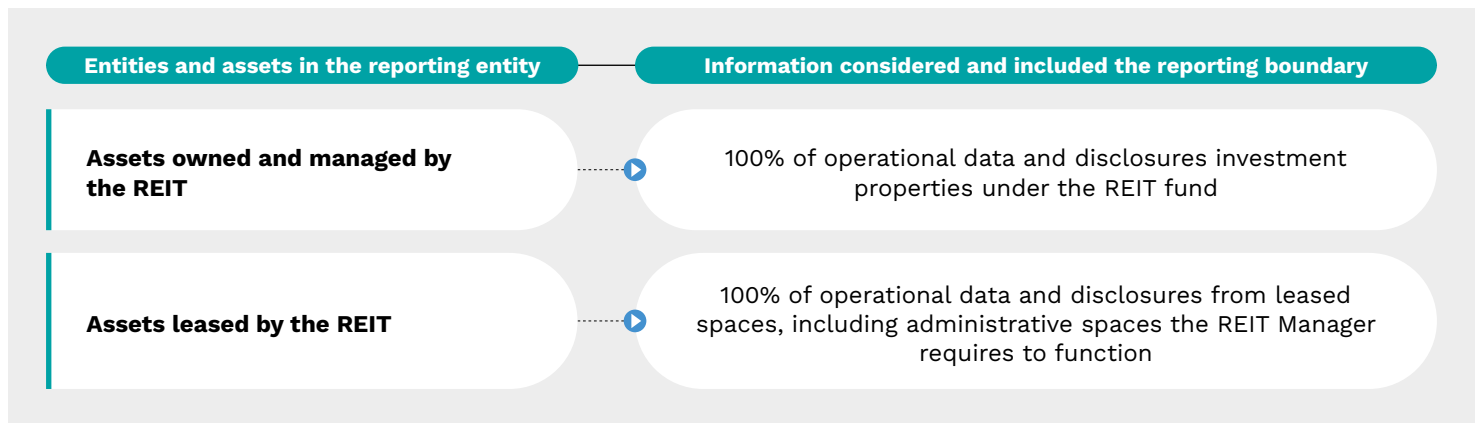 Entities and assets in the reporting entity
Information considered and included the reporting boundary
Assets owned and managed by
the REIT
100% of operational data and disclosures investment
properties under the REIT fund
Assets leased by the REIT
100% of operational data and disclosures from leased
spaces, including administrative spaces the REIT Manager
requires to function